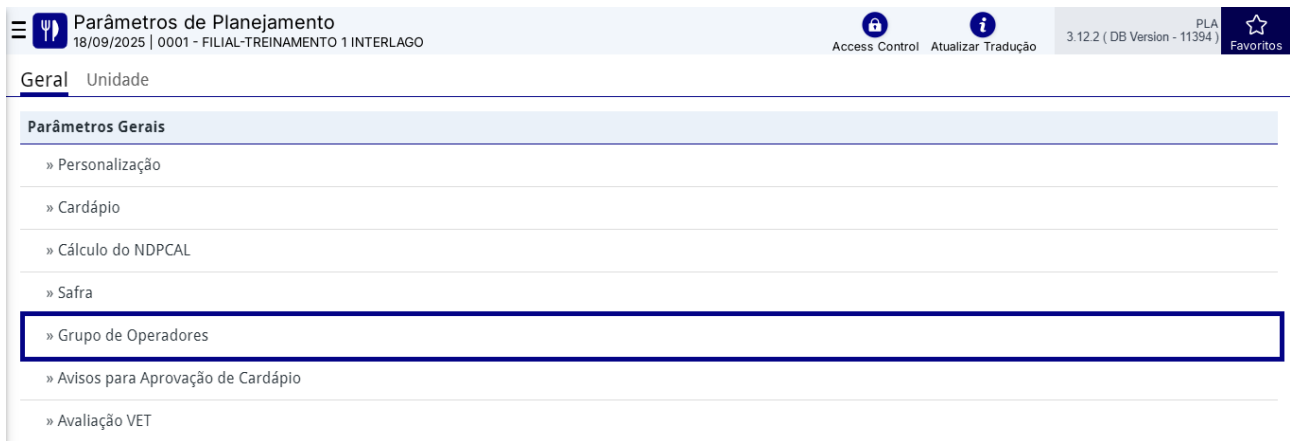 Parâmetros de Planejamento
18/09/2025 | 0001 - FILIAL-TREINAMENTO 1 INTERLAGO
Access Control
Atualizar Tradução
PLA
3.12.2 ( DB Version - 11394 )
Favoritos
Geral Unidade
Parâmetros Gerais
» Personalização
» Cardápio
» Cálculo do NDPCAL
» Safra
» Grupo de Operadores
» Avisos para Aprovação de Cardápio
» Avaliação VET